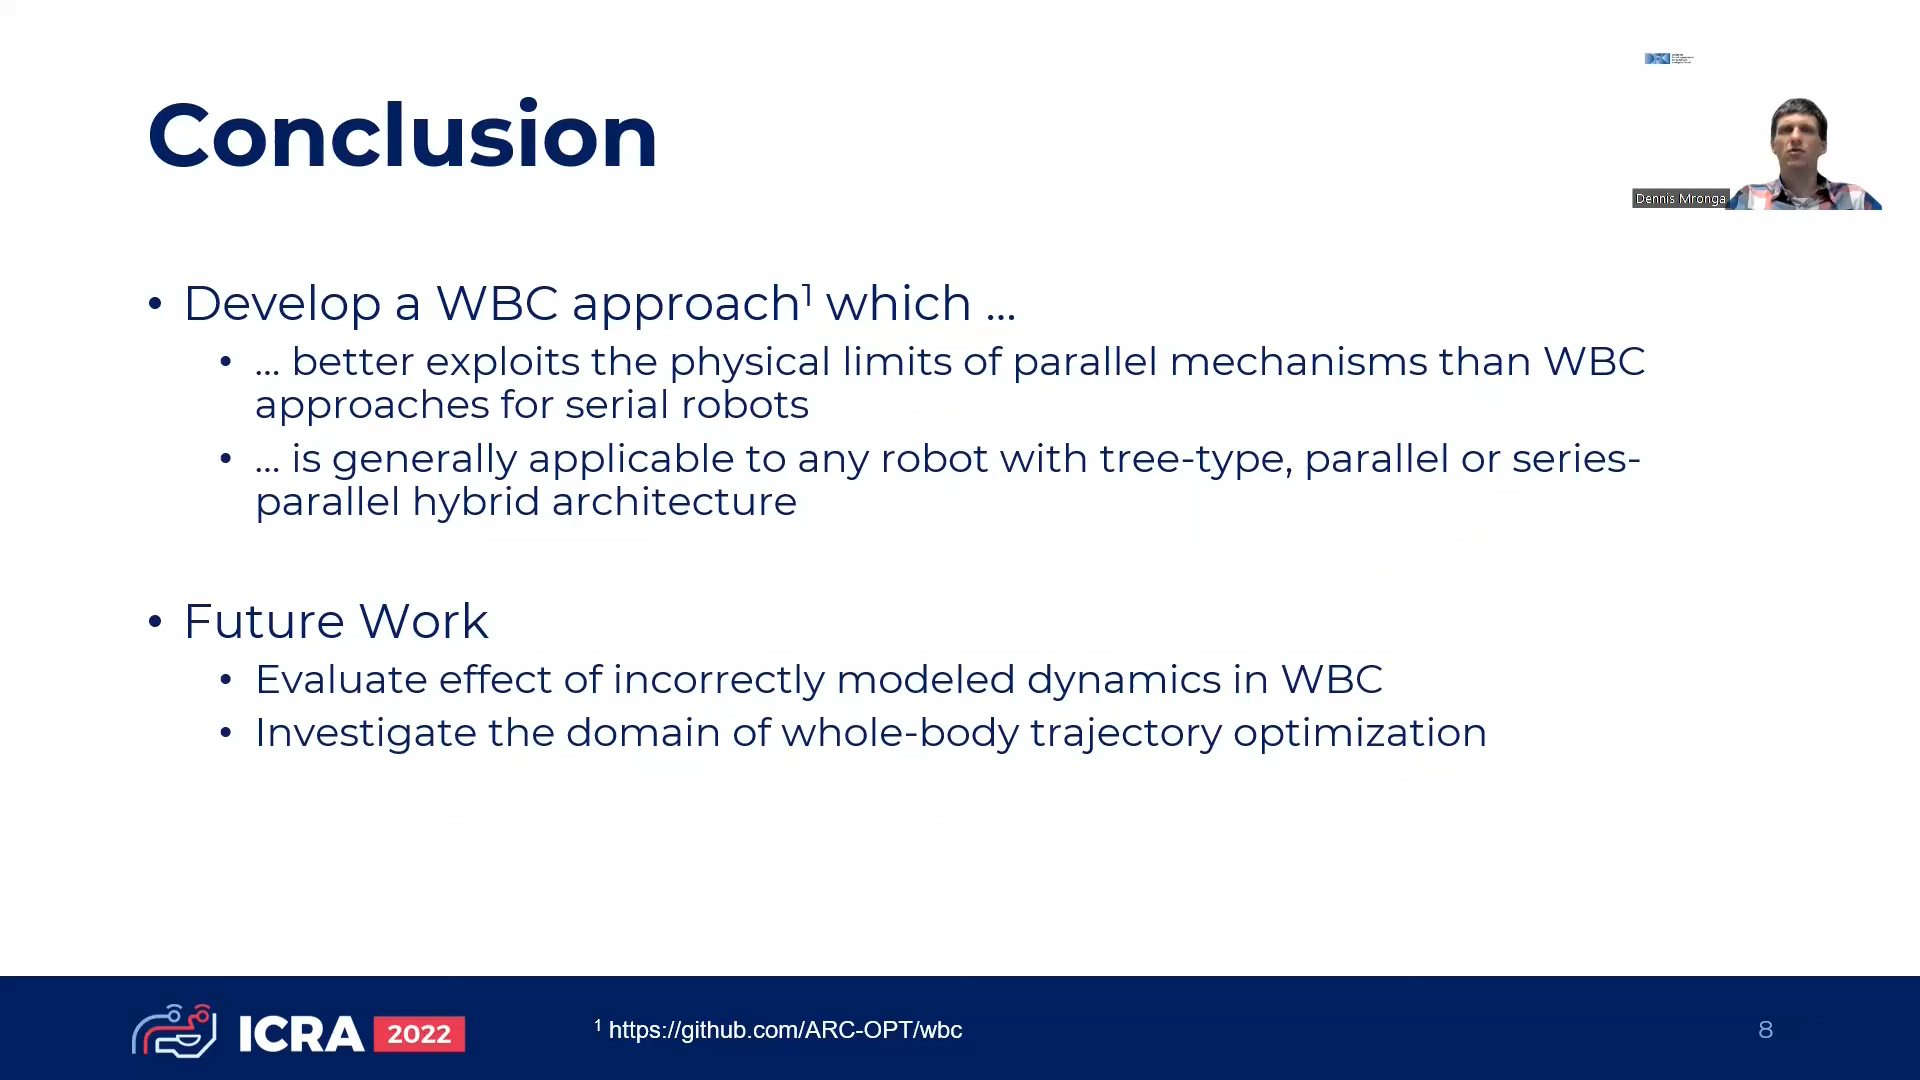 Conclusion
Dennis Mronga
• Develop a WBC approach¹ which ...
• ... better exploits the physical limits of parallel mechanisms than WBC
approaches for serial robots
• ... is generally applicable to any robot with tree-type, parallel or series-
parallel hybrid architecture
• Future Work
• Evaluate effect of incorrectly modeled dynamics in WBC
• Investigate the domain of whole-body trajectory optimization
ICRA 2022
¹ https://github.com/ARC-OPT/wbc
8